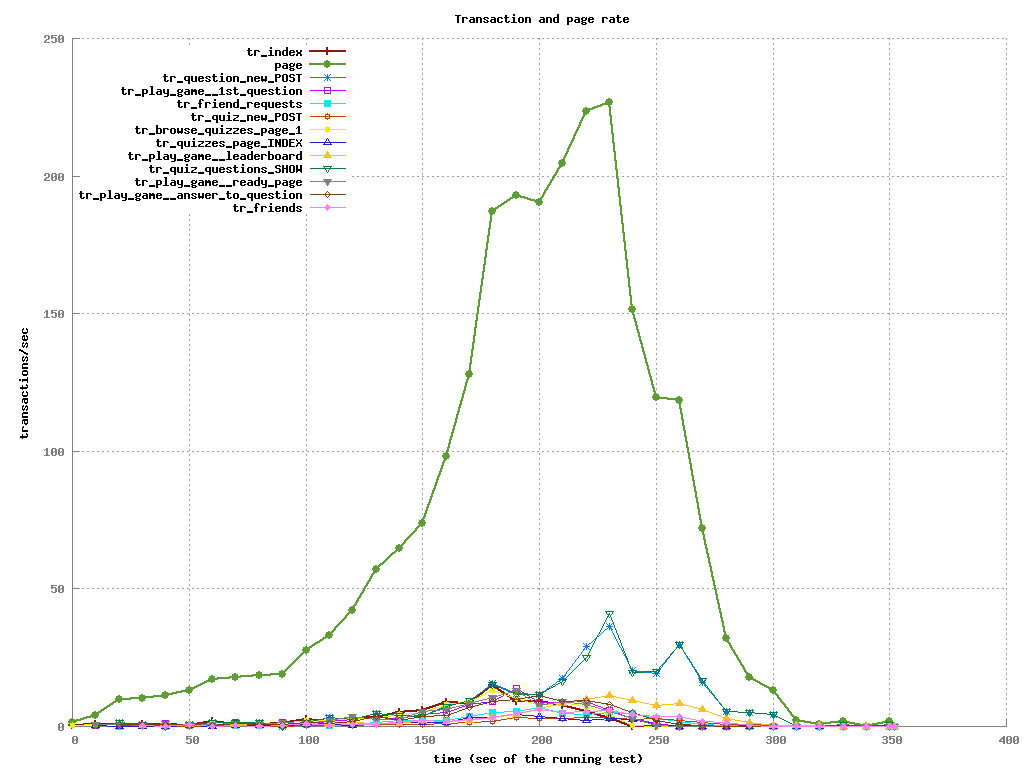 Transaction and page rate
250
200
150
100
50
0
transactions/sec
tr_index
page
tr_question_new_POST
tr_play_game__1st_question
tr_friend_requests
tr_quiz_new_POST
tr_browse_quizzes_page_1
tr_quizzes_page_INDEX
tr_play_game__leaderboard
tr_quiz_questions_SHOW
tr_play_game__ready_page
tr_play_game__answer_to_question
tr_friends
0 50 100 150 200 250 300 350 400
time (sec of the running test)